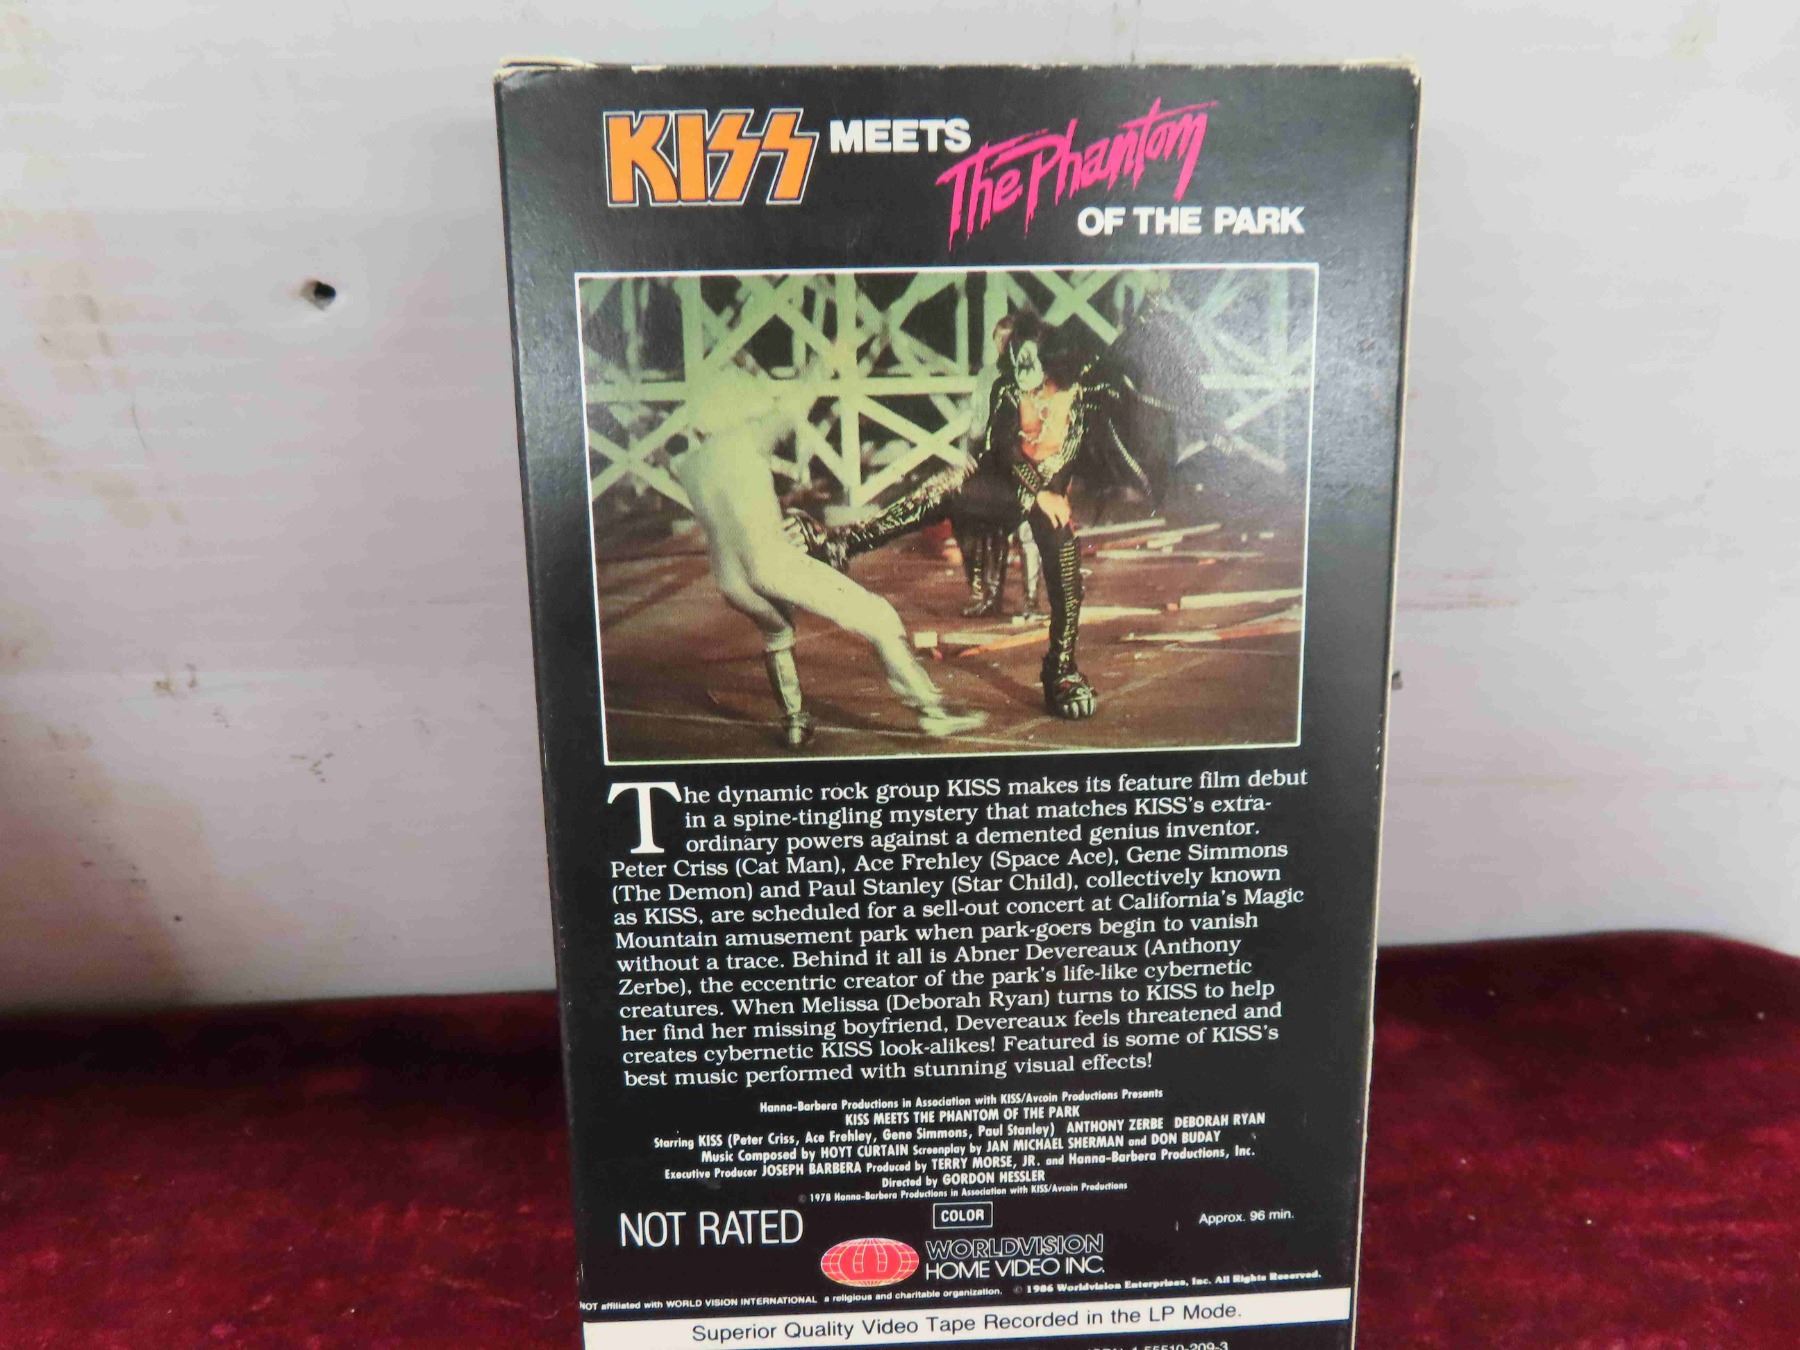 KISS MEETS The Phantom
OF THE PARK
The dynamic rock group KISS makes its feature film debut
in a spine-tingling mystery that matches KISS's extra-
ordinary powers against a demented genius inventor.
Peter Criss (Cat Man), Ace Frehley (Space Ace), Gene Simmons
(The Demon) and Paul Stanley (Star Child), collectively known
as KISS, are scheduled for a sell-out concert at California's Magic
Mountain amusement park when park-goers begin to vanish
without a trace. Behind it all is Abner Devereaux (Anthony
Zerbe), the eccentric creator of the park's life-like cybernetic
creatures. When Melissa (Deborah Ryan) turns to KISS to help
her find her missing boyfriend, Devereaux feels threatened and
creates cybernetic KISS look-alikes! Featured is some of KISS's
best music performed with stunning visual effects!
Hanna-Barbera Productions in Association with KISS/Avcoin Productions Presents
KISS MEETS THE PHANTOM OF THE PARK
Starring KISS (Peter Criss, Ace Frehley, Gene Simmons, Paul Stanley) ANTHONY ZERBE DEBORAH RYAN
Music Composed by HOYT CURTAIN Screenplay by JAN MICHAEL SHERMAN and DON BUDAY
Executive Producer JOSEPH BARBERA Produced by TERRY MORSE, JR. and Hanna-Barbera Productions, Inc.
Directed by GORDON HESSLER
© 1978 Hanna-Barbera Productions in Association with KISS/Avcoin Productions
NOT RATED
COLOR
Approx. 96 min.
WORLDVISION
HOME VIDEO INC.
© 1986 Worldvision Enterprises, Inc. All Rights Reserved.
NOT affiliated with WORLD VISION INTERNATIONAL a religious and charitable organization.
Superior Quality Video Tape Recorded in the LP Mode.
1-55510-209-3